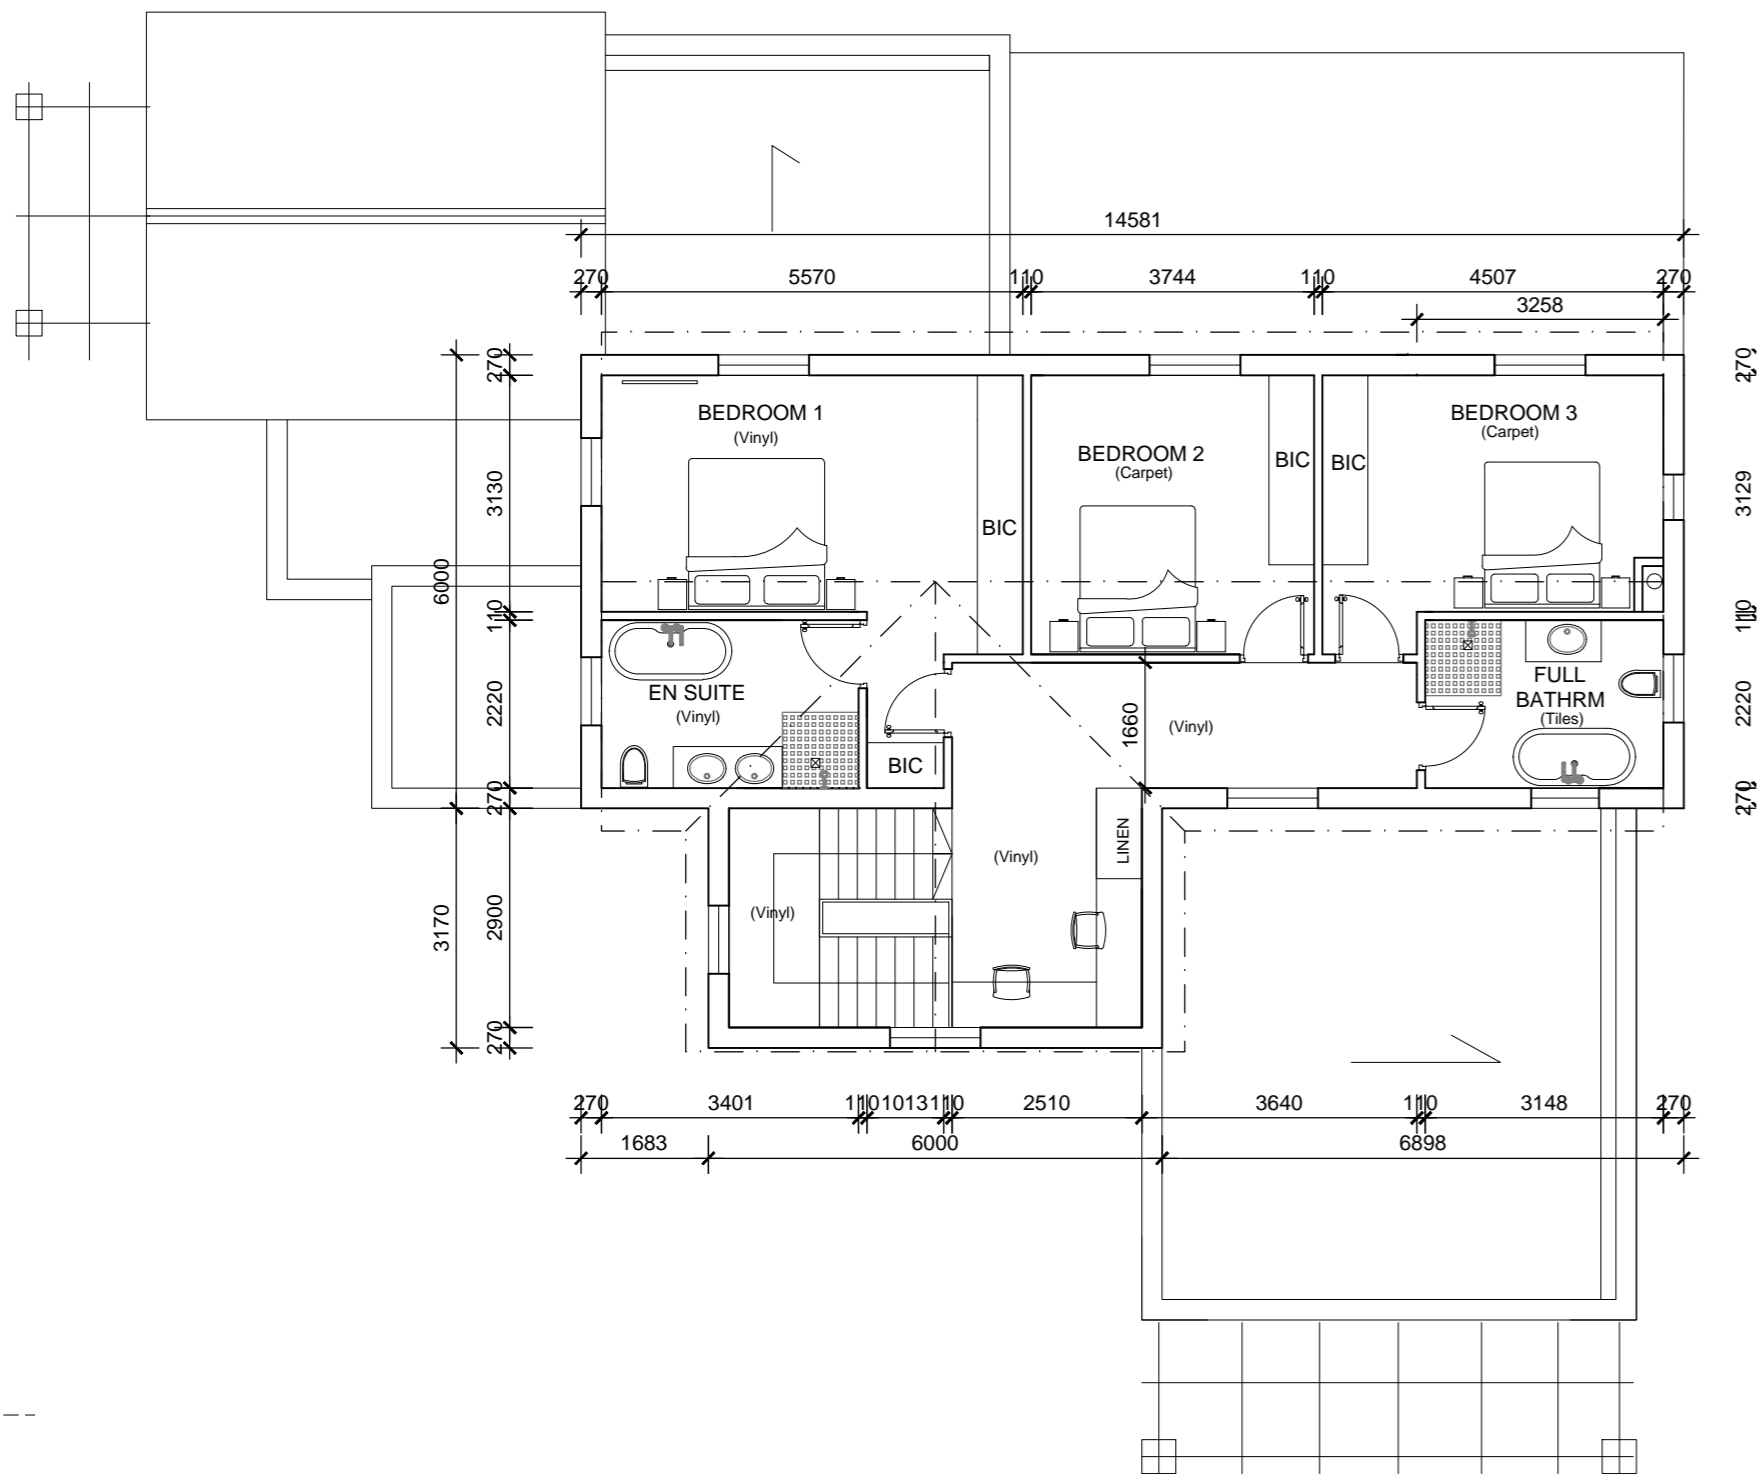 14581
270 5570 110 3744 110 4507 270
3258
270
270
BEDROOM 1
(Vinyl)
BEDROOM 2
(Carpet)
BEDROOM 3
(Carpet)
BIC
BIC
BIC
3130
3129
6000
110
110
EN SUITE
(Vinyl)
2220
1660
(Vinyl)
FULL
BATHRM
(Tiles)
2220
BIC
270
270
LINEN
(Vinyl)
(Vinyl)
3170
2900
270
270 3401 110 1013 110 2510 3640 110 3148 270
1683 6000 6898